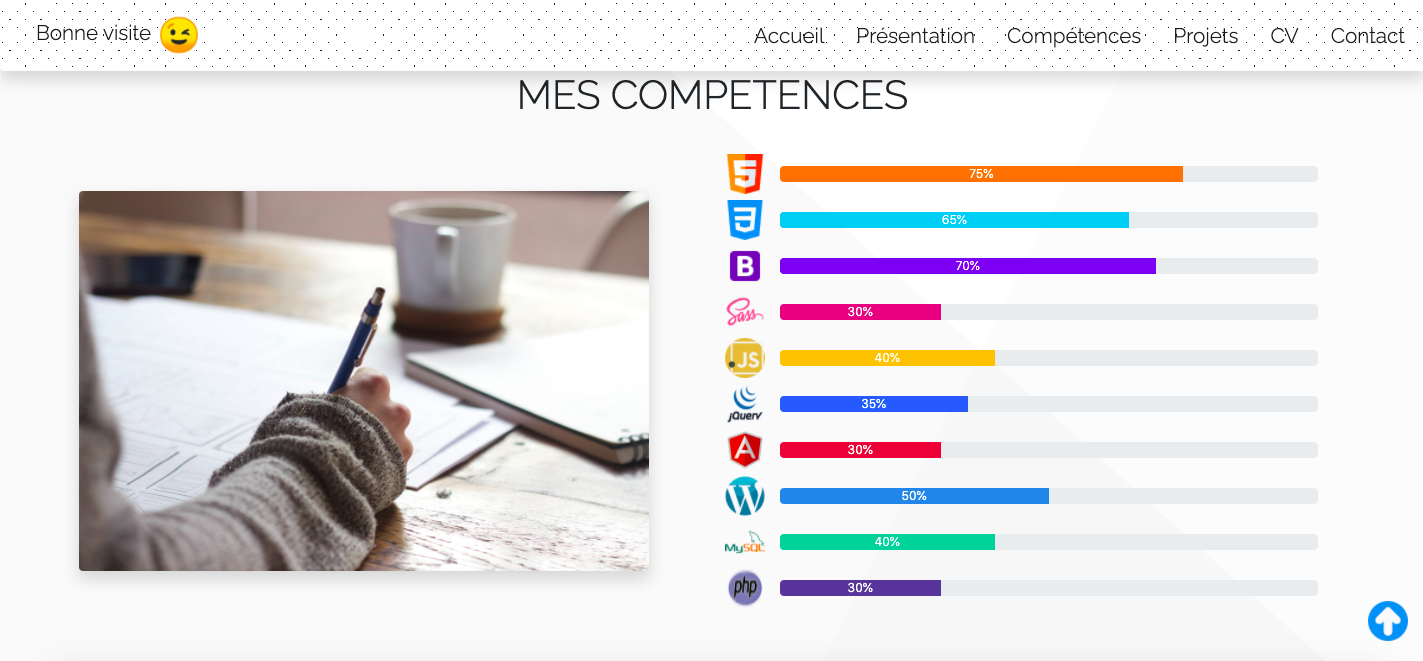 Bonne visite
Accueil Présentation Compétences Projets CV Contact
MES COMPETENCES
5 75%
3 65%
B 70%
Sass 30%
JS 40%
jQuery 35%
A 30%
W 50%
MySQL 40%
php 30%